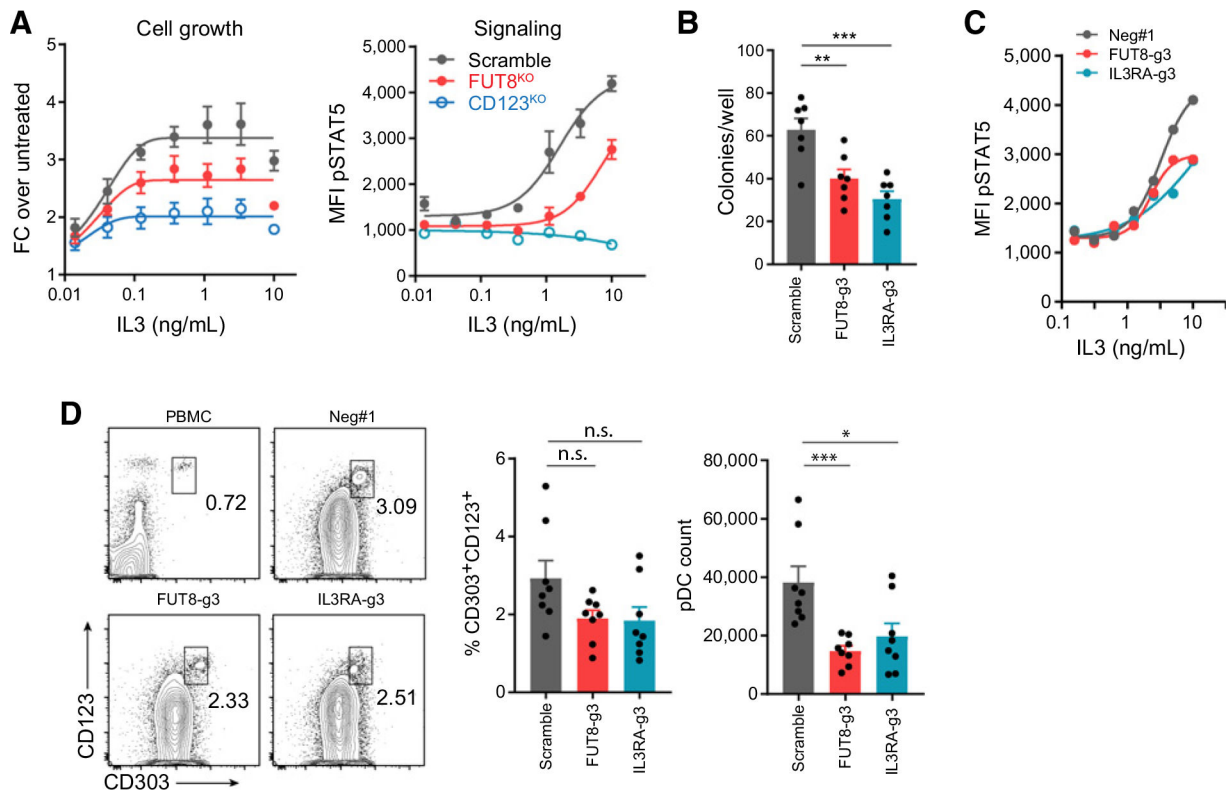 A
Cell growth
FC over untreated
5
4
3
2
1
0.01
0.1
1
10
IL3 (ng/mL)
Signaling
MFI pSTAT5
5,000
4,000
3,000
2,000
1,000
0
0.01
0.1
1
10
IL3 (ng/mL)
Scramble
FUT8KO
CD123KO
B
Colonies/well
100
80
60
40
20
0
***
**
Scramble
FUT8-g3
IL3RA-g3
C
Neg#1
FUT8-g3
IL3RA-g3
MFI pSTAT5
5,000
4,000
3,000
2,000
1,000
0
0.1
1
10
IL3 (ng/mL)
D
PBMC
0.72
Neg#1
3.09
FUT8-g3
2.33
IL3RA-g3
2.51
CD123
CD303
% CD303+CD123+
6
4
2
0
n.s.
n.s.
Scramble
FUT8-g3
IL3RA-g3
pDC count
80,000
60,000
40,000
20,000
0
*
***
Scramble
FUT8-g3
IL3RA-g3